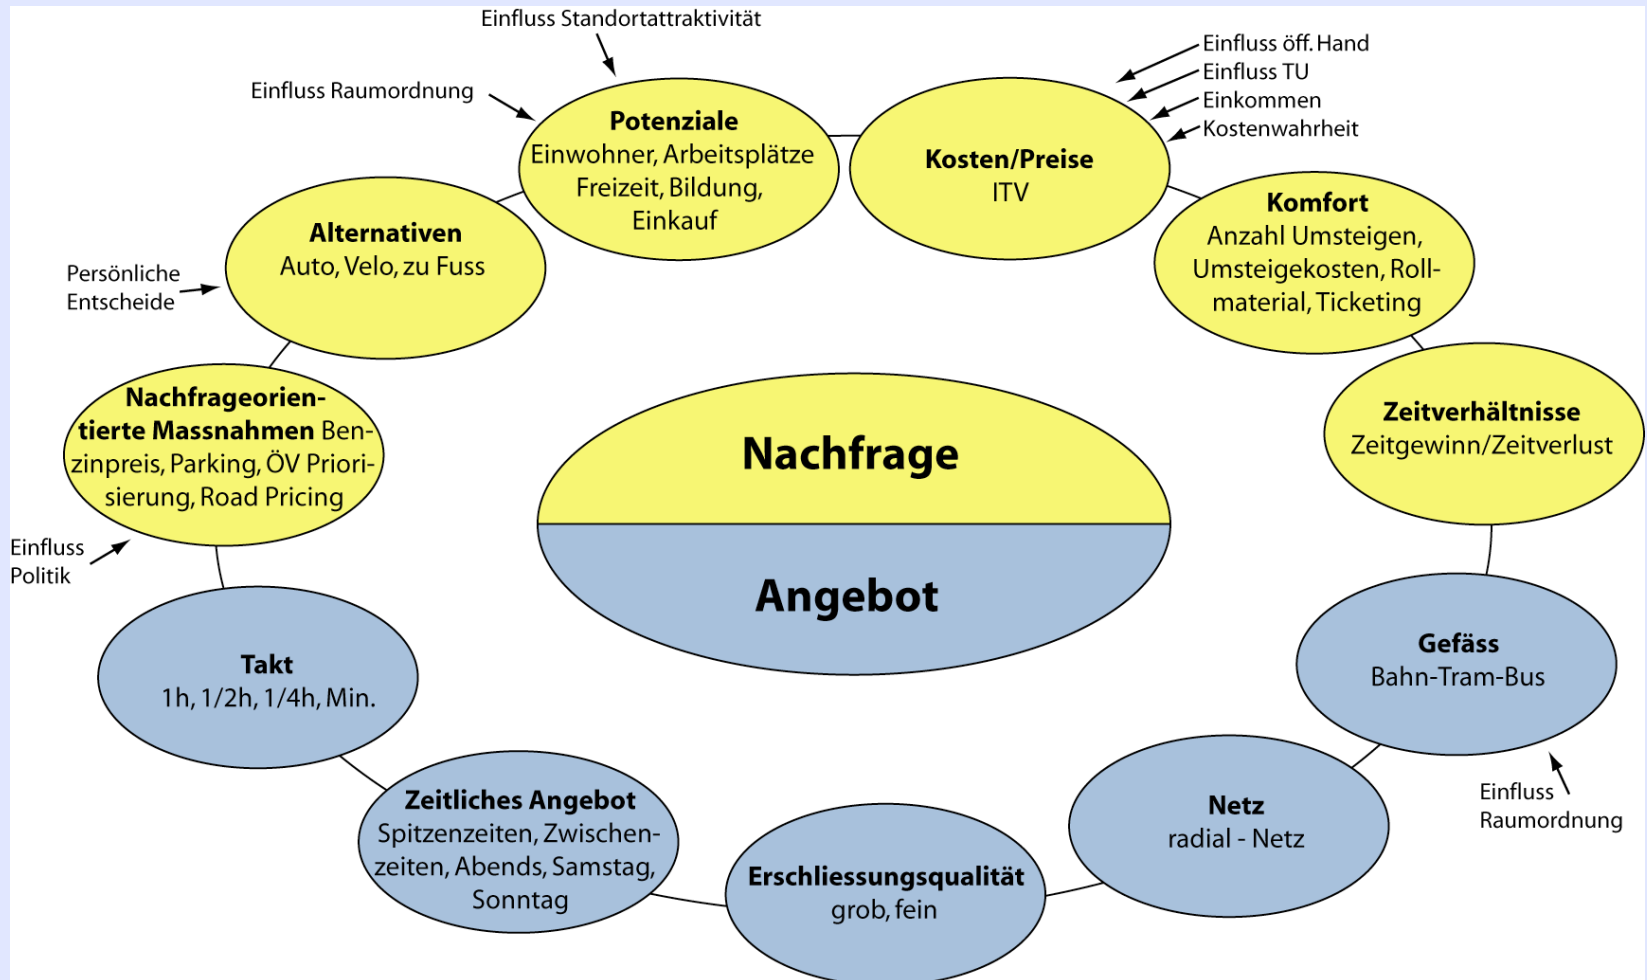 Einfluss Standortattraktivität
Einfluss Raumordnung
Potenziale
Einwohner, Arbeitsplätze
Freizeit, Bildung,
Einkauf
Einfluss öff. Hand
Einfluss TU
Einkommen
Kostenwahrheit
Kosten/Preise
ITV
Komfort
Anzahl Umsteigen,
Umsteigekosten, Roll-
material, Ticketing
Alternativen
Auto, Velo, zu Fuss
Persönliche
Entscheide
Nachfrageorien-
tierte Massnahmen Ben-
zinpreis, Parking, ÖV Priori-
sierung, Road Pricing
Zeitverhältnisse
Zeitgewinn/Zeitverlust
Nachfrage
Angebot
Einfluss
Politik
Takt
1h, 1/2h, 1/4h, Min.
Gefäss
Bahn-Tram-Bus
Einfluss
Raumordnung
Zeitliches Angebot
Spitzenzeiten, Zwischen-
zeiten, Abends, Samstag,
Sonntag
Erschliessungsqualität
grob, fein
Netz
radial - Netz